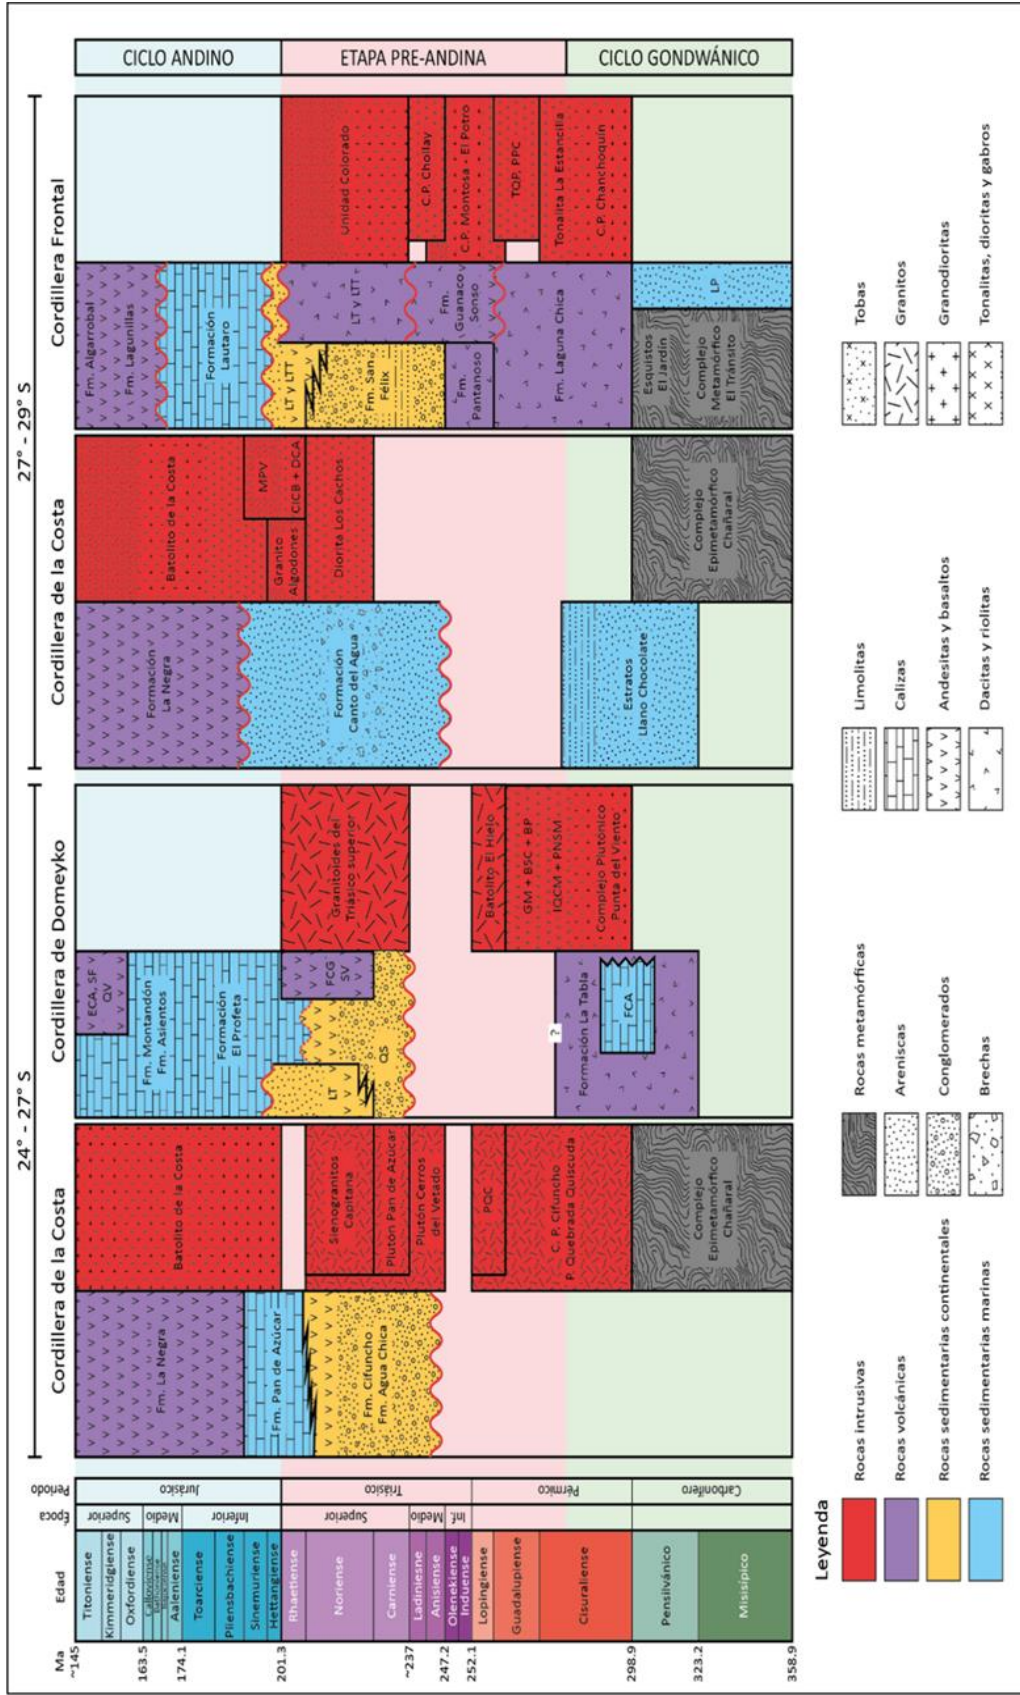 24° - 27° S
27° - 29° S
Cordillera de la Costa
Cordillera de Domeyko
Cordillera de la Costa
Cordillera Frontal
Ma
Edad
Época
Período
~145
163.5
174.1
201.3
~237
247.2
252.1
298.9
323.2
358.9
Titoniense
Kimmeridgiense
Oxfordiense
Calloviense
Bathoniense
Aaleniense
Toarciense
Pliensbachiense
Sinemuriense
Hettangiense
Rhaetiense
Noriense
Carniense
Ladiniese
Anisiense
Olenekiense
Induense
Lopingiense
Guadalupiense
Cisuraliense
Pensilvánico
Misisípico
Superior
Medio
Inferior
Superior
Medio
Inf.
Jurásico
Triásico
Pérmico
Carbonífero
Fm. La Negra
Fm. Pan de Azúcar
Fm. Cifuncho
Fm. Agua Chica
Batolito de la Costa
Sienogranitos
Capitana
Plutón Pan de Azúcar
Plutón Cerros
del Vetado
PQC
C. P. Cifuncho
P. Quebrada Quiscuda
Complejo
Epimetamórfico
Chañaral
ECA, SF
QV
Fm. Montandón
Fm. Asientos
Formación
El Profeta
LT
QS
FCG
SV
?
Formación La Tabla
FCA
Granitoides del
Triásico superior
Batolito El Hielo
GM + BSC + BP
IQCM + PNSM
Complejo Plutónico
Punta del Viento
Formación
La Negra
Formación
Canto del Agua
Estratos
Llano Chocolate
Batolito de la Costa
MPV
Granito
Algodones
CICB + DCA
Diorita Los Cachos
Complejo
Epimetamórfico
Chañaral
Fm. Algarrobal
Fm. Lagunillas
Formación
Lautaro
LT y LTT
Fm. San
Félix
LT y LTT
Fm.
Guanaco
Sonso
Fm.
Pantanoso
Fm. Laguna Chica
Esquistos
El Jardín
Complejo
Metamórfico
El Tránsito
LP
Unidad Colorado
C.P. Chollay
C.P. Montosa - El Potro
TQP, PPC
Tonalita La Estancilla
C.P. Chanchoquín
CICLO ANDINO
ETAPA PRE-ANDINA
CICLO GONDWÁNICO
Leyenda
Rocas intrusivas
Rocas volcánicas
Rocas sedimentarias continentales
Rocas sedimentarias marinas
Rocas metamórficas
Areniscas
Conglomerados
Brechas
Limolitas
Calizas
Andesitas y basaltos
Dacitas y riolitas
Tobas
Granitos
Granodioritas
Tonalitas, dioritas y gabros